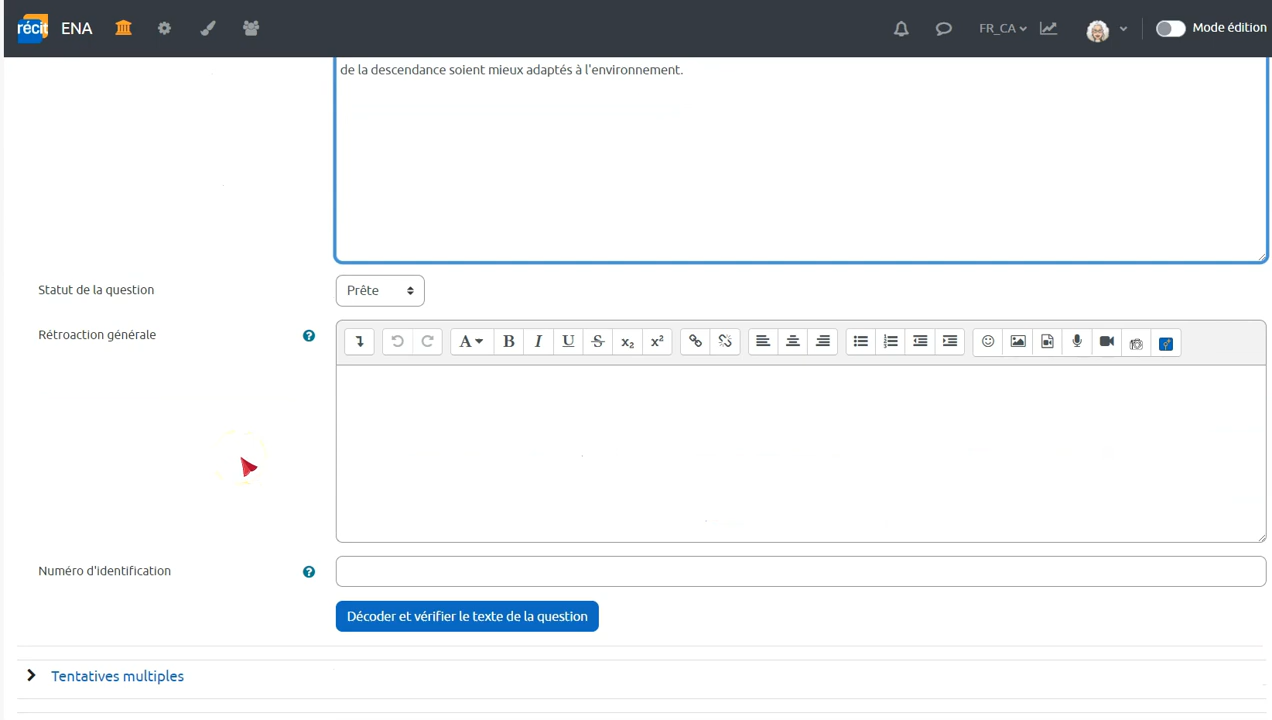 récit ENA FR_CA Mode édition
de la descendance soient mieux adaptés à l'environnement.
Statut de la question Prête
Rétroaction générale
A B I U S x₂ x²
Numéro d'identification
Décoder et vérifier le texte de la question
Tentatives multiples